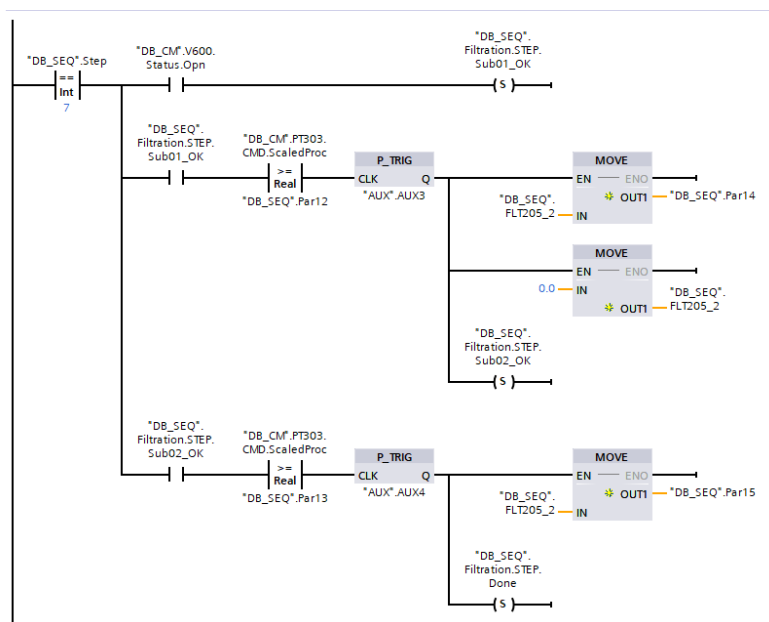 "DB_SEQ".Step
==
Int
7
"DB_CM".V600.
Status.Opn
"DB_SEQ".
Filtration.STEP.
Sub01_OK
S
"DB_SEQ".
Filtration.STEP.
Sub01_OK
"DB_CM".PT303.
CMD.ScaledProc
>=
Real
"DB_SEQ".Par12
P_TRIG
CLK Q
"AUX".AUX3
MOVE
EN ENO
"DB_SEQ".
FLT205_2
IN
OUT1
"DB_SEQ".Par14
MOVE
EN ENO
0.0
IN
OUT1
"DB_SEQ".
FLT205_2
"DB_SEQ".
Filtration.STEP.
Sub02_OK
S
"DB_SEQ".
Filtration.STEP.
Sub02_OK
"DB_CM".PT303.
CMD.ScaledProc
>=
Real
"DB_SEQ".Par13
P_TRIG
CLK Q
"AUX".AUX4
MOVE
EN ENO
"DB_SEQ".
FLT205_2
IN
OUT1
"DB_SEQ".Par15
"DB_SEQ".
Filtration.STEP.
Done
S